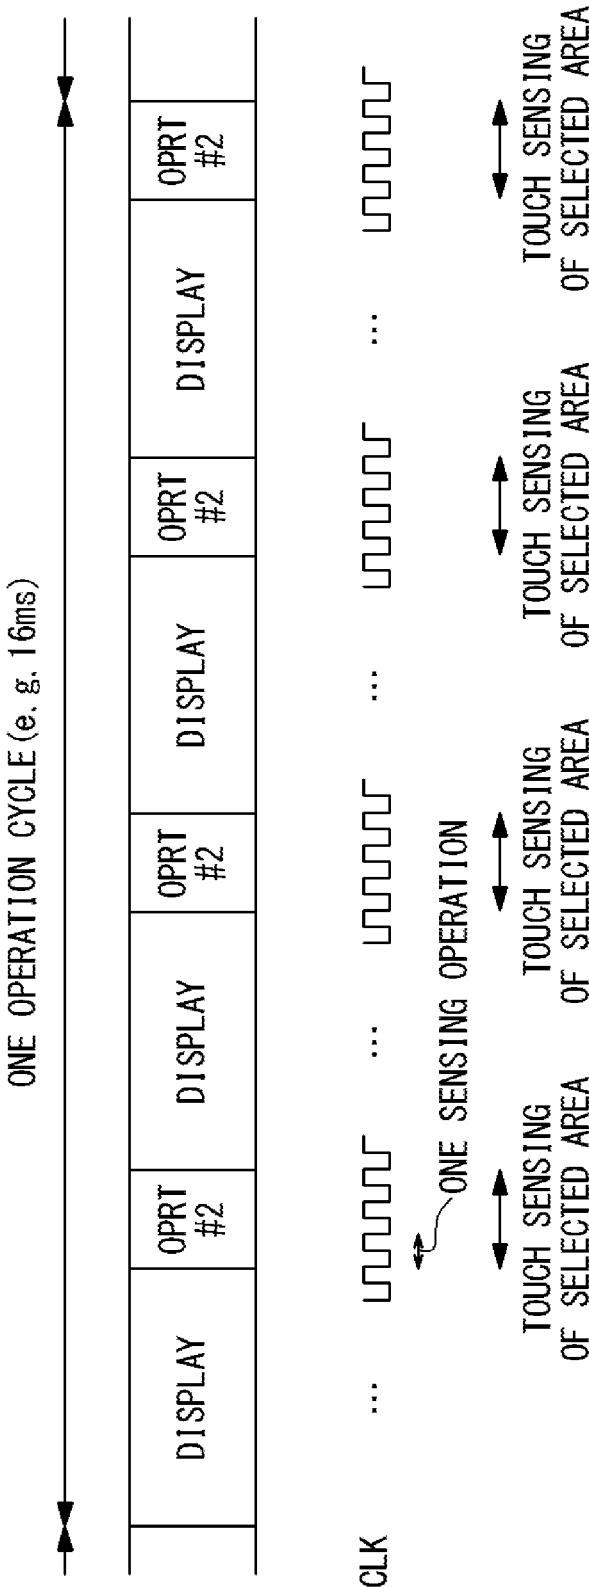 ONE OPERATION CYCLE(e.g. 16ms)
DISPLAY
OPRT
#2
DISPLAY
OPRT
#2
DISPLAY
OPRT
#2
DISPLAY
OPRT
#2
CLK
...
...
...
...
ONE SENSING OPERATION
TOUCH SENSING
OF SELECTED AREA
TOUCH SENSING
OF SELECTED AREA
TOUCH SENSING
OF SELECTED AREA
TOUCH SENSING
OF SELECTED AREA